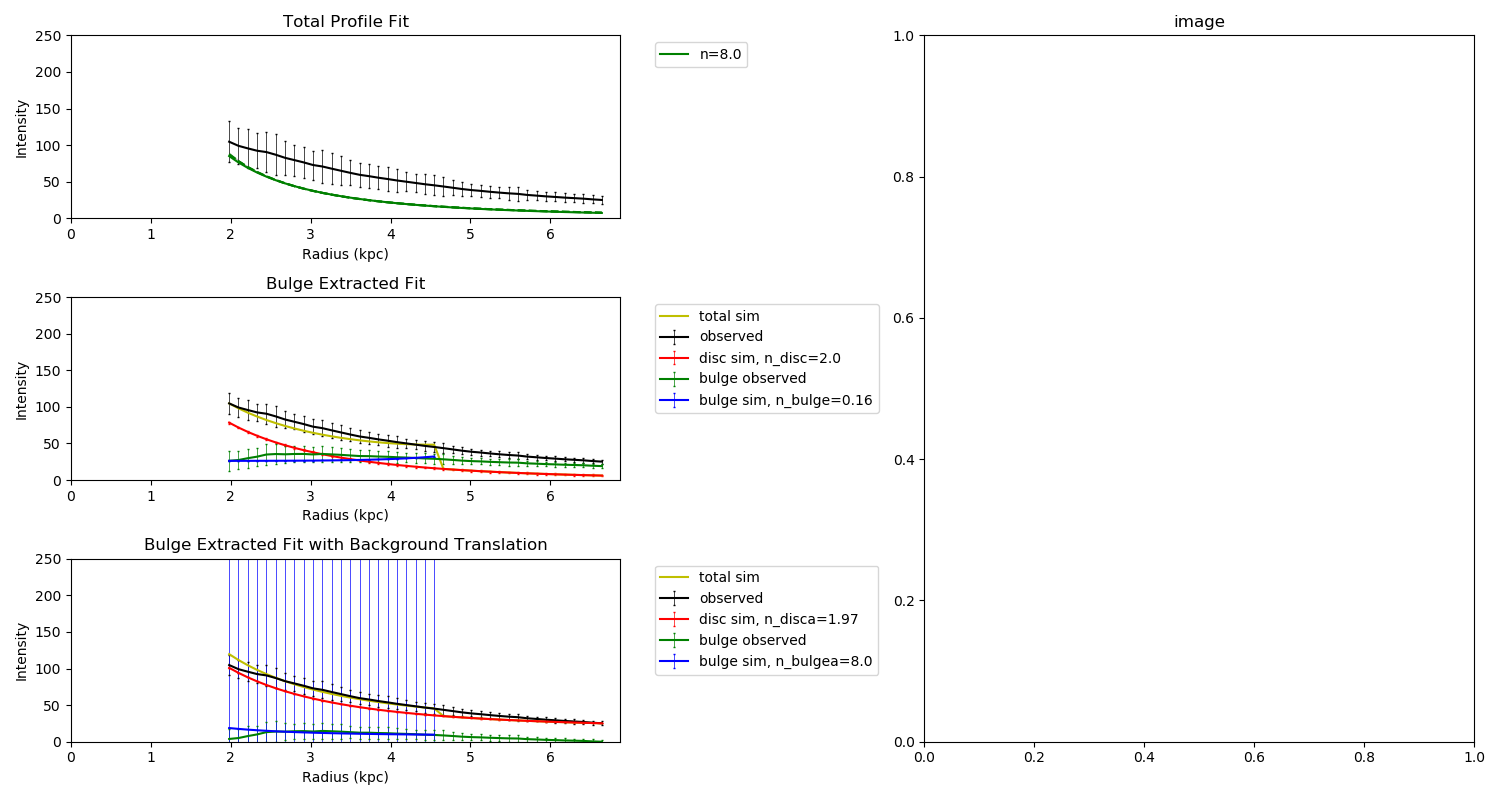 Total Profile Fit
250
200
150
100
50
0
Intensity
0 1 2 3 4 5 6
Radius (kpc)
n=8.0
Bulge Extracted Fit
250
200
150
100
50
0
Intensity
0 1 2 3 4 5 6
Radius (kpc)
total sim
observed
disc sim, n_disc=2.0
bulge observed
bulge sim, n_bulge=0.16
Bulge Extracted Fit with Background Translation
250
200
150
100
50
0
Intensity
0 1 2 3 4 5 6
Radius (kpc)
total sim
observed
disc sim, n_disca=1.97
bulge observed
bulge sim, n_bulgea=8.0
image
1.0
0.8
0.6
0.4
0.2
0.0
0.0 0.2 0.4 0.6 0.8 1.0